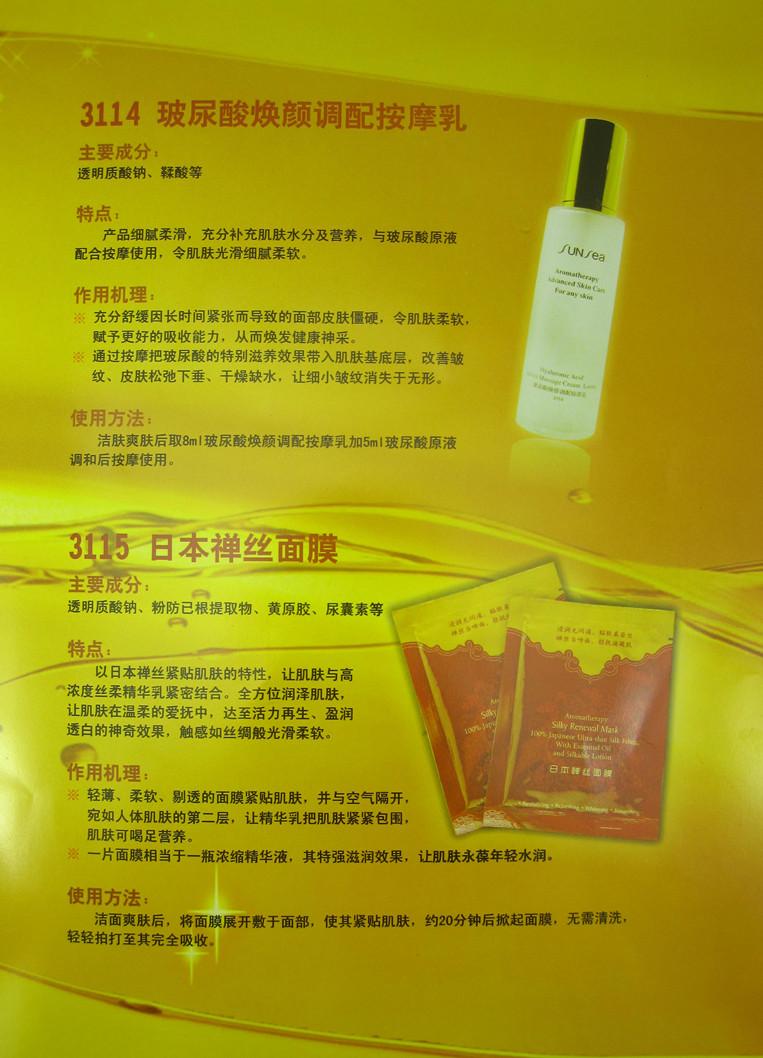 3114 玻尿酸焕颜调配按摩乳
主要成分：
透明质酸钠、鞣酸等
特点：
产品细腻柔滑，充分补充肌肤水分及营养，与玻尿酸原液
配合按摩使用，令肌肤光滑细腻柔软。
作用机理：
※ 充分舒缓因长时间紧张而导致的面部皮肤僵硬，令肌肤柔软，
赋予更好的吸收能力，从而焕发健康神采。
※ 通过按摩把玻尿酸的特别滋养效果带入肌肤基底层，改善皱
纹、皮肤松弛下垂、干燥缺水，让细小皱纹消失于无形。
使用方法：
洁肤爽肤后取8ml玻尿酸焕颜调配按摩乳加5ml玻尿酸原液
调和后按摩使用。
SUNSea
Aromatherapy
Advanced Skin Care
For any skin
Hyaluronic Acid
Massage Cream
3115 日本禅丝面膜
主要成分：
透明质酸钠、粉防已根提取物、黄原胶、尿囊素等
特点：
以日本禅丝紧贴肌肤的特性，让肌肤与高
浓度丝柔精华乳紧密结合。全方位润泽肌肤，
让肌肤在温柔的爱抚中，达至活力再生、盈润
透白的神奇效果，触感如丝绸般光滑柔软。
作用机理：
※ 轻薄、柔软、剔透的面膜紧贴肌肤，并与空气隔开，
宛如人体肌肤的第二层，让精华乳把肌肤紧紧包围，
肌肤可喝足营养。
※ 一片面膜相当于一瓶浓缩精华液，其特强滋润效果，让肌肤永葆年轻水润。
使用方法：
洁面爽肤后，将面膜展开敷于面部，使其紧贴肌肤，约20分钟后掀起面膜，无需清洗，
轻轻拍打至其完全吸收。
Aromatherapy
Silky Renewal Mask
100% Japanese Ultra-thin Silk
With Essential Oil
and Silkable Lotion
日本禅丝面膜